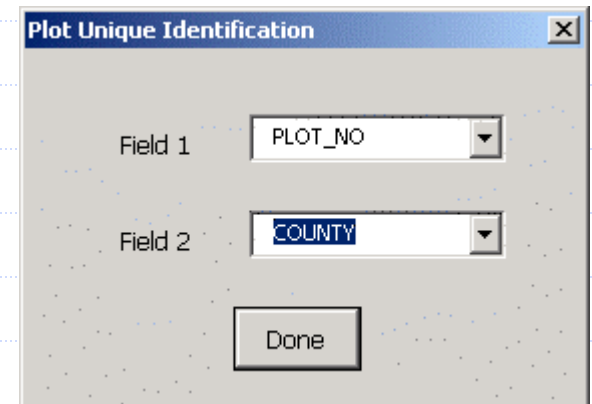 Plot Unique Identification
Field 1 PLOT_NO
Field 2 COUNTY
Done